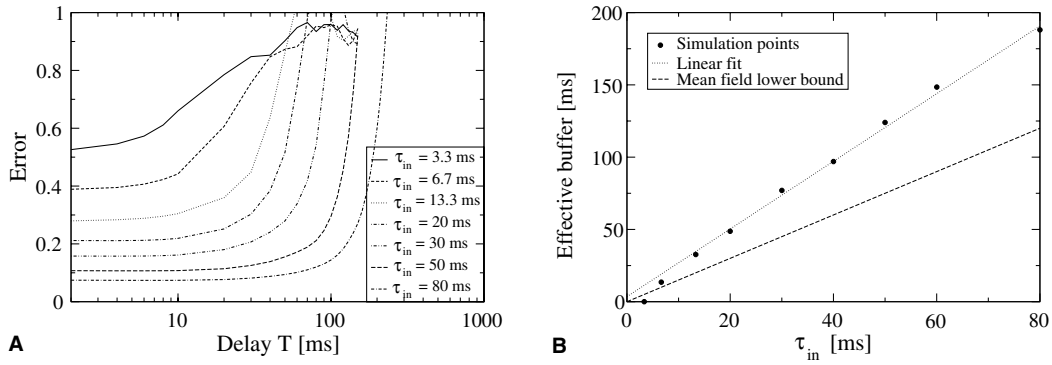 1
0.8
0.6
0.4
0.2
0
Error
10
100
1000
Delay T [ms]
τin = 3.3 ms
τin = 6.7 ms
τin = 13.3 ms
τin = 20 ms
τin = 30 ms
τin = 50 ms
τin = 80 ms
A
200
150
100
50
0
Effective buffer [ms]
0
20
40
60
80
τin [ms]
Simulation points
Linear fit
Mean field lower bound
B